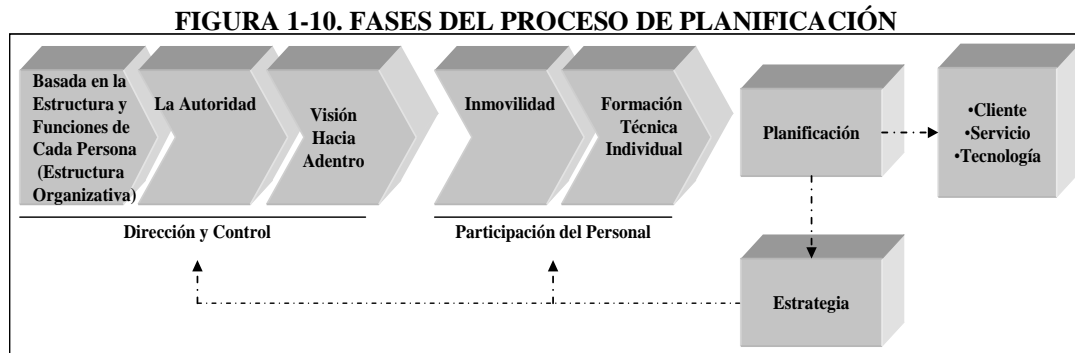 FIGURA 1-10. FASES DEL PROCESO DE PLANIFICACIÓN
Basada en la
Estructura y
Funciones de
Cada Persona
(Estructura
Organizativa)
La Autoridad
Visión
Hacia
Adentro
Inmovilidad
Formación
Técnica
Individual
Planificación
•Cliente
•Servicio
•Tecnología
Dirección y Control
Participación del Personal
Estrategia